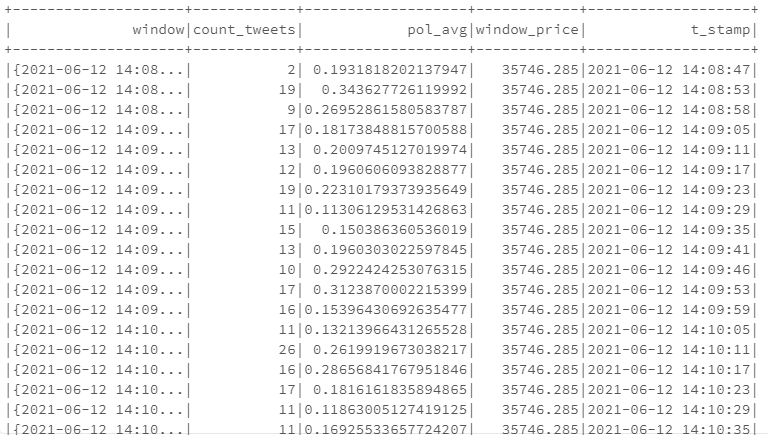 +--------------------+------------+-------------------+------------+-------------------+
|              window|count_tweets|            pol_avg|window_price|            t_stamp|
+--------------------+------------+-------------------+------------+-------------------+
|{2021-06-12 14:08...|           2| 0.1931818202137947|   35746.285|2021-06-12 14:08:47|
|{2021-06-12 14:08...|          19|  0.343627726119992|   35746.285|2021-06-12 14:08:53|
|{2021-06-12 14:08...|           9|0.26952861580583787|   35746.285|2021-06-12 14:08:58|
|{2021-06-12 14:09...|          17|0.18173848815700588|   35746.285|2021-06-12 14:09:05|
|{2021-06-12 14:09...|          13| 0.2009745127019974|   35746.285|2021-06-12 14:09:11|
|{2021-06-12 14:09...|          12| 0.1960606093828877|   35746.285|2021-06-12 14:09:17|
|{2021-06-12 14:09...|          19|0.22310179373935649|   35746.285|2021-06-12 14:09:23|
|{2021-06-12 14:09...|          11|0.11306129531426863|   35746.285|2021-06-12 14:09:29|
|{2021-06-12 14:09...|          15|  0.150386360536019|   35746.285|2021-06-12 14:09:35|
|{2021-06-12 14:09...|          13| 0.1960303022597845|   35746.285|2021-06-12 14:09:41|
|{2021-06-12 14:09...|          10| 0.2922424253076315|   35746.285|2021-06-12 14:09:46|
|{2021-06-12 14:09...|          17| 0.3123870002215399|   35746.285|2021-06-12 14:09:53|
|{2021-06-12 14:09...|          16|0.15396430692635477|   35746.285|2021-06-12 14:09:59|
|{2021-06-12 14:10...|          11|0.13213966431265528|   35746.285|2021-06-12 14:10:05|
|{2021-06-12 14:10...|          26| 0.2619919673038217|   35746.285|2021-06-12 14:10:11|
|{2021-06-12 14:10...|          16|0.28656841767951846|   35746.285|2021-06-12 14:10:17|
|{2021-06-12 14:10...|          17| 0.1816161835894865|   35746.285|2021-06-12 14:10:23|
|{2021-06-12 14:10...|          11|0.11863005127419125|   35746.285|2021-06-12 14:10:29|
|{2021-06-12 14:10...|          11|0.16925533657724207|   35746.285|2021-06-12 14:10:35|